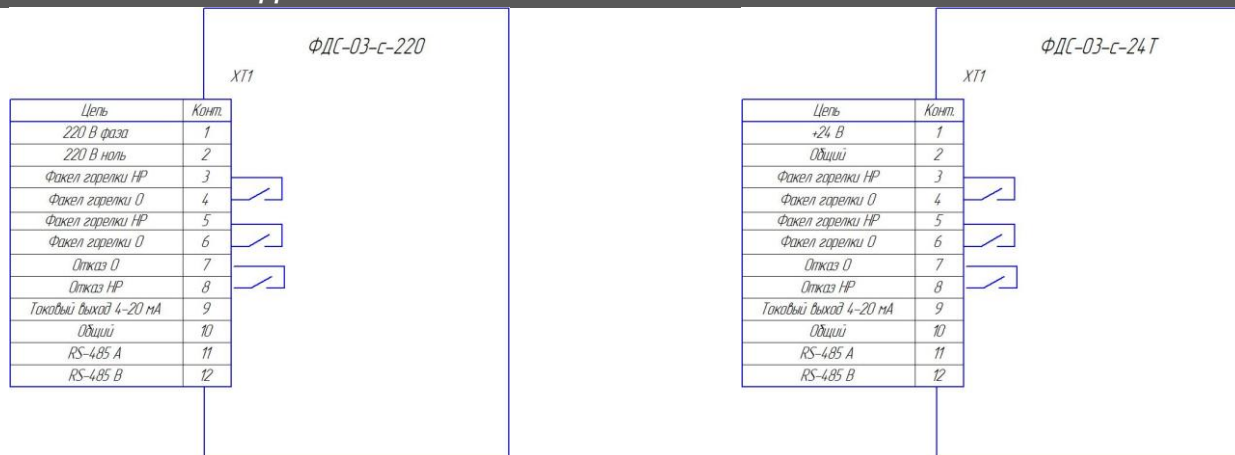 ФДС-03-с-220
XT1
Цепь Конт.
220 В фаза 1
220 В ноль 2
Факел горелки НР 3
Факел горелки О 4
Факел горелки НР 5
Факел горелки О 6
Отказ О 7
Отказ НР 8
Токовый выход 4-20 мА 9
Общий 10
RS-485 A 11
RS-485 B 12
ФДС-03-с-24Т
XT1
Цепь Конт.
+24 В 1
Общий 2
Факел горелки НР 3
Факел горелки О 4
Факел горелки НР 5
Факел горелки О 6
Отказ О 7
Отказ НР 8
Токовый выход 4-20 мА 9
Общий 10
RS-485 A 11
RS-485 B 12